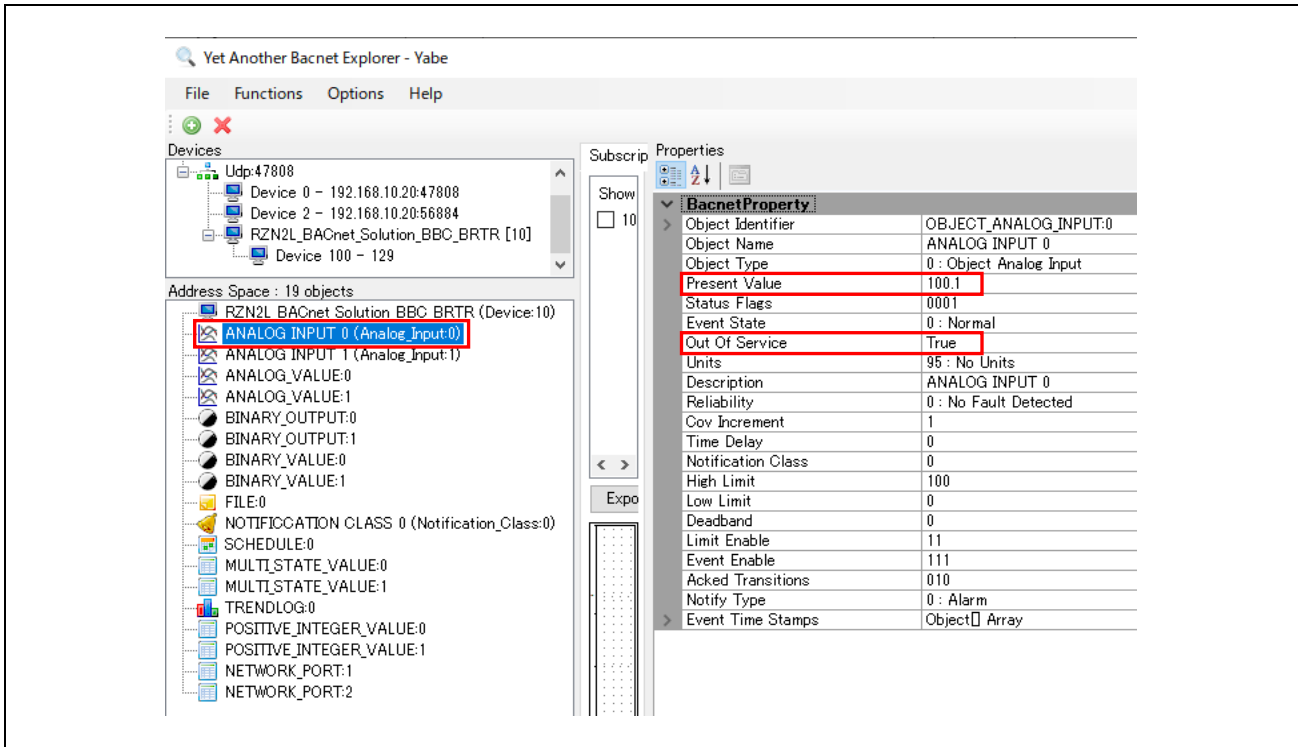 Yet Another Bacnet Explorer - Yabe
File Functions Options Help
Devices
Udp:47808
Device 0 - 192.168.10.20:47808
Device 2 - 192.168.10.20:56884
RZN2L_BACnet_Solution_BBC_BRTR [10]
Device 100 - 129
Address Space : 19 objects
RZN2L BACnet Solution BBC BRTR (Device:10)
ANALOG INPUT 0 (Analog_Input:0)
ANALOG INPUT 1 (Analog_Input:1)
ANALOG_VALUE:0
ANALOG_VALUE:1
BINARY_OUTPUT:0
BINARY_OUTPUT:1
BINARY_VALUE:0
BINARY_VALUE:1
FILE:0
NOTIFICCATION CLASS 0 (Notification_Class:0)
SCHEDULE:0
MULTI_STATE_VALUE:0
MULTI_STATE_VALUE:1
TRENDLOG:0
POSITIVE_INTEGER_VALUE:0
POSITIVE_INTEGER_VALUE:1
NETWORK_PORT:1
NETWORK_PORT:2
Subscrip
Show
10
Expo
Properties
BacnetProperty
Object Identifier OBJECT_ANALOG_INPUT:0
Object Name ANALOG INPUT 0
Object Type 0 : Object Analog Input
Present Value 100.1
Status Flags 0001
Event State 0 : Normal
Out Of Service True
Units 95 : No Units
Description ANALOG INPUT 0
Reliability 0 : No Fault Detected
Cov Increment 1
Time Delay 0
Notification Class 0
High Limit 100
Low Limit 0
Deadband 0
Limit Enable 11
Event Enable 111
Acked Transitions 010
Notify Type 0 : Alarm
Event Time Stamps Object[] Array